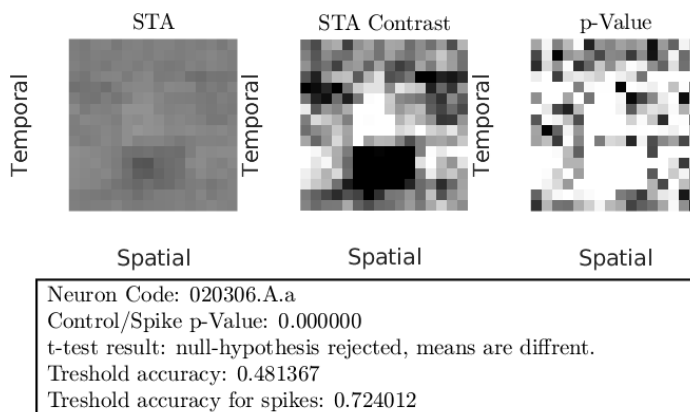 STA
STA Contrast
p-Value
Temporal
Temporal
Temporal
Spatial
Spatial
Spatial
Neuron Code: 020306.A.a
Control/Spike p-Value: 0.000000
t-test result: null-hypothesis rejected, means are diffrent.
Treshold accuracy: 0.481367
Treshold accuracy for spikes: 0.724012